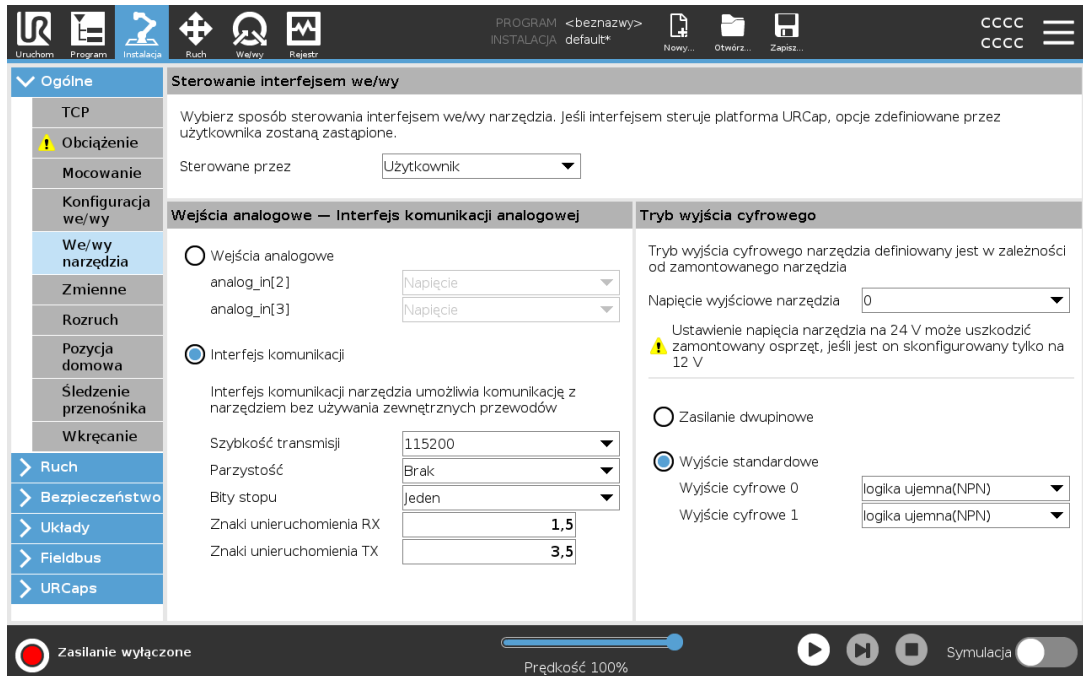 PROGRAM <beznazwy>
INSTALACJA default*
CCCC
CCCC
Uruchom Program Instalacja Ruch We/wy Rejestr Nowy... Otwórz... Zapisz...
Ogólne
TCP
Obciążenie
Mocowanie
Konfiguracja
we/wy
We/wy
narzędzia
Zmienne
Rozruch
Pozycja
domowa
Śledzenie
przenośnika
Wkręcanie
Ruch
Bezpieczeństwo
Układy
Fieldbus
URCaps
Sterowanie interfejsem we/wy
Wybierz sposób sterowania interfejsem we/wy narzędzia. Jeśli interfejsem steruje platforma URCap, opcje zdefiniowane przez
użytkownika zostaną zastąpione.
Sterowane przez Użytkownik
Wejścia analogowe — Interfejs komunikacji analogowej
Wejścia analogowe
analog_in[2] Napięcie
analog_in[3] Napięcie
Interfejs komunikacji
Interfejs komunikacji narzędzia umożliwia komunikację z
narzędziem bez używania zewnętrznych przewodów
Szybkość transmisji 115200
Parzystość Brak
Bity stopu Jeden
Znaki unieruchomienia RX 1,5
Znaki unieruchomienia TX 3,5
Tryb wyjścia cyfrowego
Tryb wyjścia cyfrowego narzędzia definiowany jest w zależności
od zamontowanego narzędzia
Napięcie wyjściowe narzędzia 0
Ustawienie napięcia narzędzia na 24 V może uszkodzić
zamontowany osprzęt, jeśli jest on skonfigurowany tylko na
12 V
Zasilanie dwupinowe
Wyjście standardowe
Wyjście cyfrowe 0 logika ujemna(NPN)
Wyjście cyfrowe 1 logika ujemna(NPN)
Zasilanie wyłączone
Prędkość 100%
Symulacja